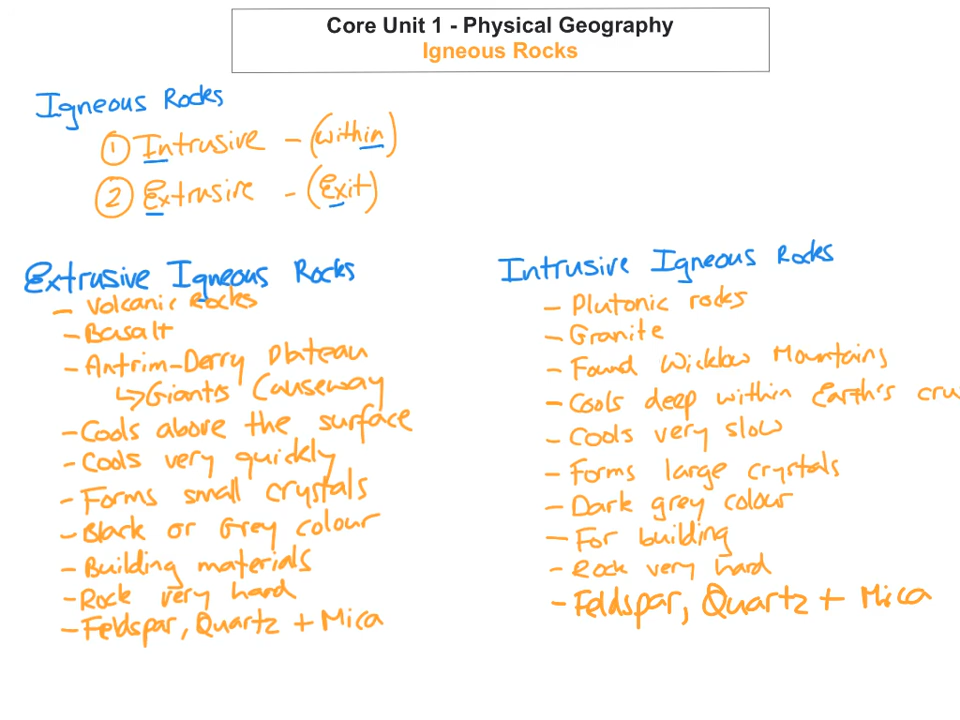 Core Unit 1 - Physical Geography
Igneous Rocks
Igneous Rocks
① Intrusive - (within)
② Extrusive - (Exit)
Extrusive Igneous Rocks
- Volcanic Rocks
- Basalt
- Antrim-Derry Plateau
↳ Giants Causeway
- Cools above the surface
- Cools very quickly
- Forms small crystals
- Black or Grey colour
- Building materials
- Rock very hard
- Feldspar, Quartz + Mica
Intrusive Igneous Rocks
- Plutonic rocks
- Granite
- Found Wicklow Mountains
- Cools deep within Earth's cru
- Cools very slow
- Forms large crystals
- Dark grey colour
- For building
- Rock very hard
- Feldspar, Quartz + Mica